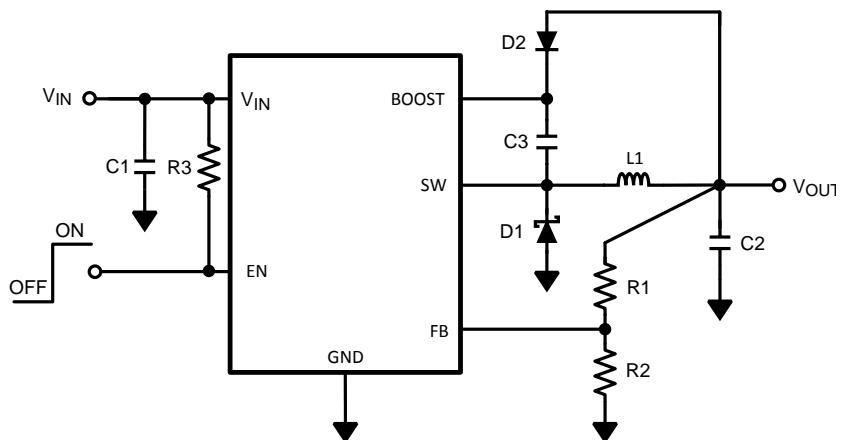 D2
VIN
VIN
BOOST
C1
R3
C3
L1
SW
VOUT
ON
D1
C2
OFF
EN
R1
FB
R2
GND